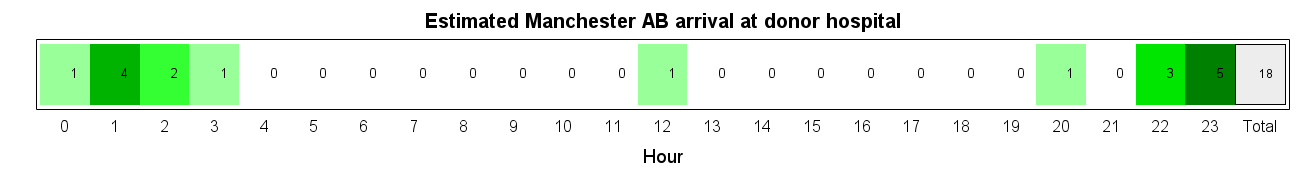 Estimated Manchester AB arrival at donor hospital
1 4 2 1 0 0 0 0 0 0 0 0 1 0 0 0 0 0 0 0 1 0 3 5 18
0 1 2 3 4 5 6 7 8 9 10 11 12 13 14 15 16 17 18 19 20 21 22 23 Total
Hour